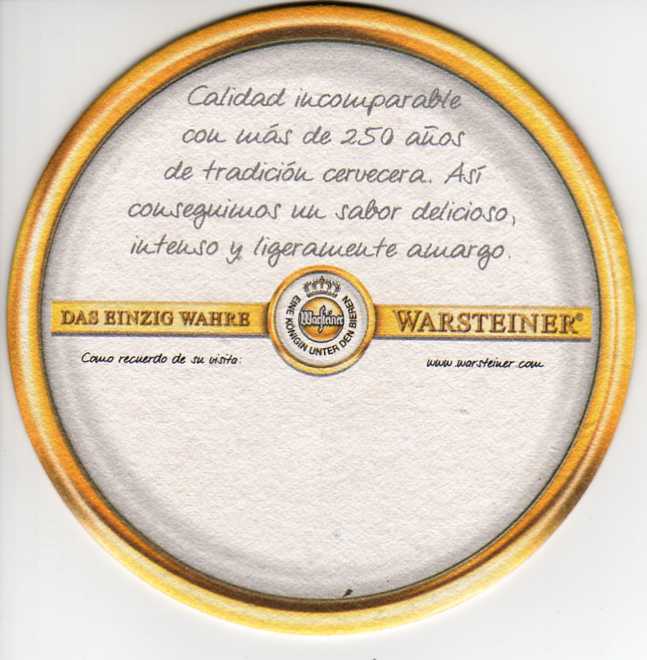 Calidad incomparable
con más de 250 años
de tradición cervecera. Así
conseguimos un sabor delicioso,
intenso y ligeramente amargo.
DAS EINZIG WAHRE
Warsteiner
EINE KÖNIGIN UNTER DEN BIEREN
WARSTEINER®
Como recuerdo de su visita:
www.warsteiner.com